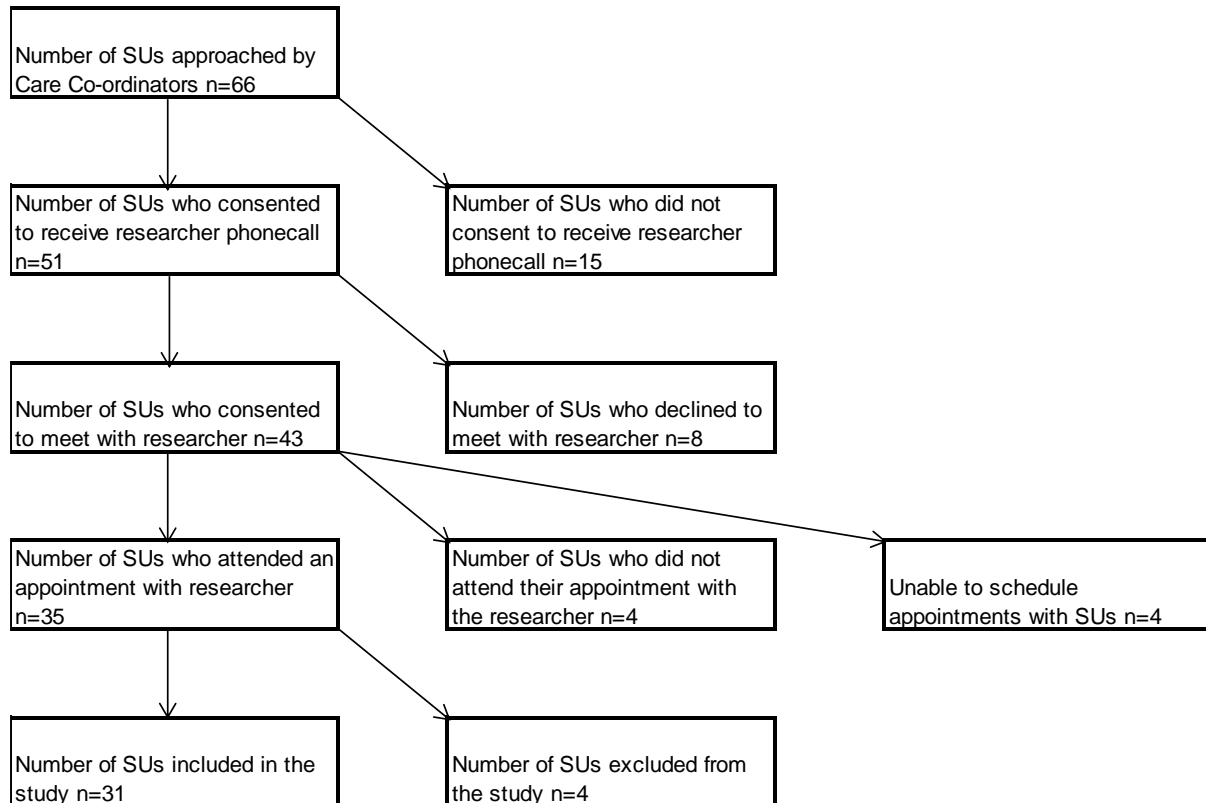 Number of SUs approached by
Care Co-ordinators n=66
Number of SUs who consented
to receive researcher phonecall
n=51
Number of SUs who did not
consent to receive researcher
phonecall n=15
Number of SUs who consented
to meet with researcher n=43
Number of SUs who declined to
meet with researcher n=8
Number of SUs who attended an
appointment with researcher
n=35
Number of SUs who did not
attend their appointment with
the researcher n=4
Unable to schedule
appointments with SUs n=4
Number of SUs included in the
study n=31
Number of SUs excluded from
the study n=4